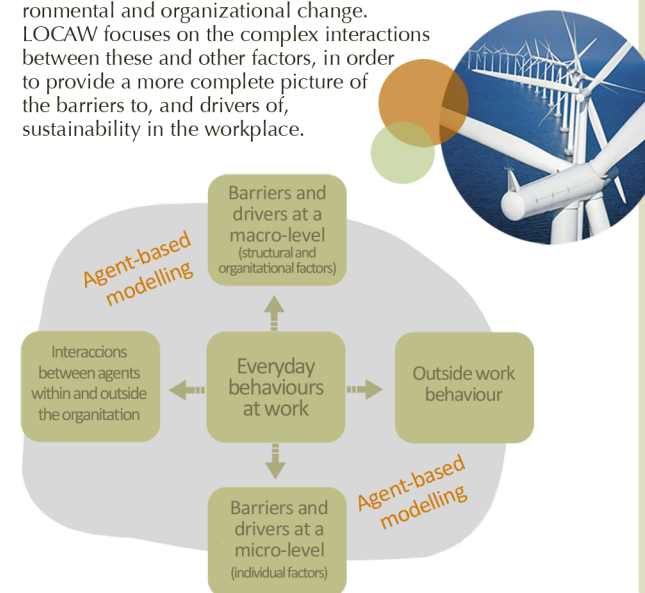 ronmental and organizational change.
LOCAW focuses on the complex interactions
between these and other factors, in order
to provide a more complete picture of
the barriers to, and drivers of,
sustainability in the workplace.
Barriers and
drivers at a
macro-level
(structural and
organitational factors)
Agent-based
modelling
Interaccions
between agents
within and outside
the organitation
Everyday
behaviours
at work
Outside work
behaviour
Agent-based
modelling
Barriers and
drivers at a
micro-level
(individual factors)